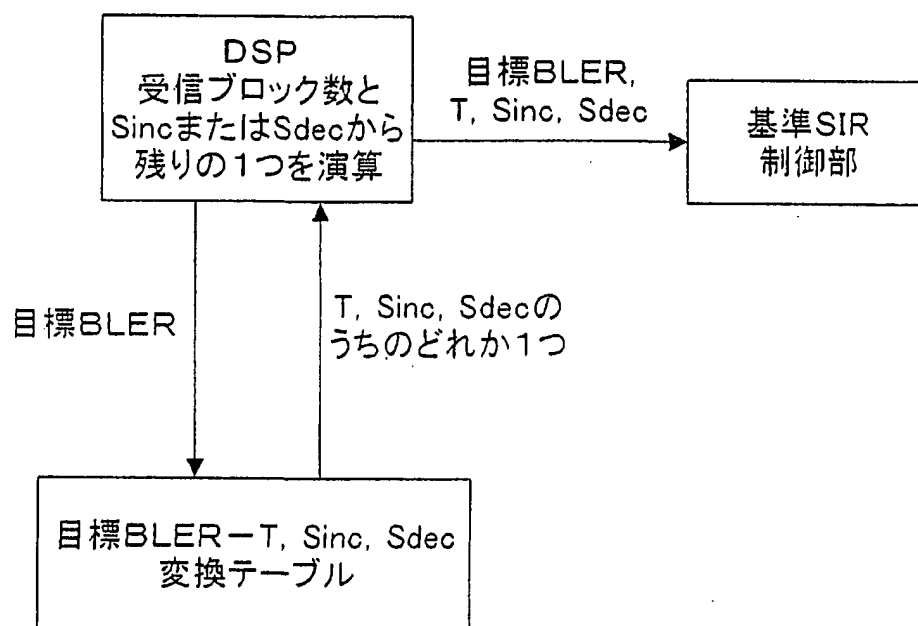 DSP
受信ブロック数と
SincまたはSdecから
残りの1つを演算
目標BLER,
T, Sinc, Sdec
基準SIR
制御部
目標BLER
T, Sinc, Sdecの
うちのどれか1つ
目標BLER－T, Sinc, Sdec
変換テーブル